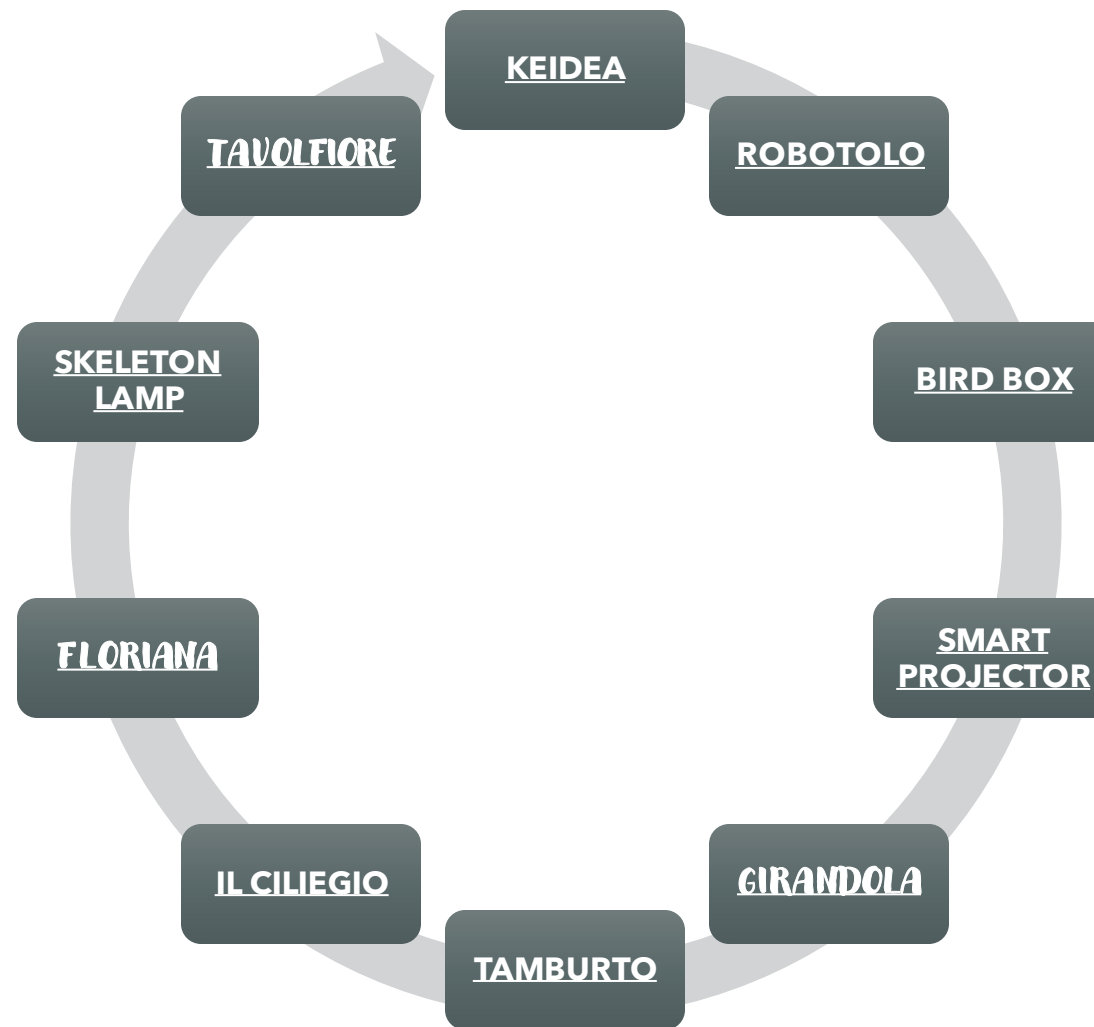 KEIDEA
ROBOTOLO
BIRD BOX
SMART
PROJECTOR
GIRANDOLA
TAMBURTO
IL CILIEGIO
FLORIANA
SKELETON
LAMP
TAVOLFIORE